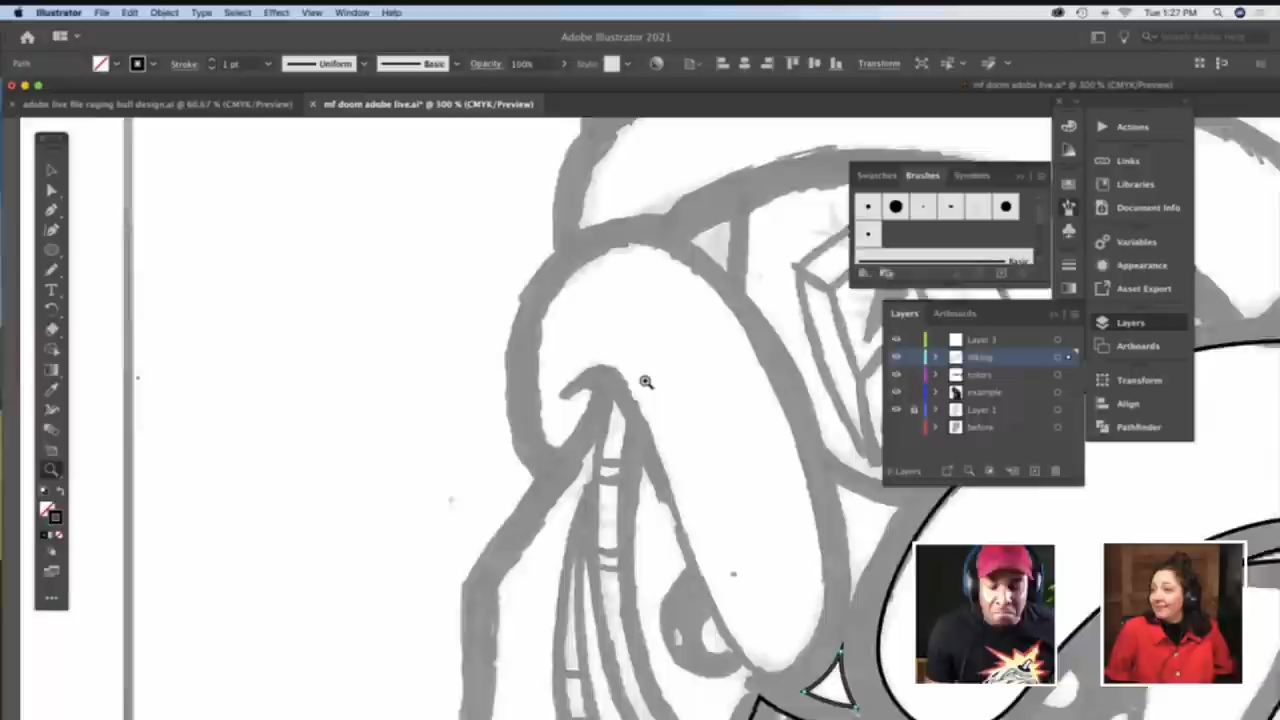 Illustrator File Edit Object Type Select Effect View Window Help
Tue 1:27 PM
Adobe Illustrator 2021
Path Stroke: 1 pt Uniform Basic Opacity: 100% Style: Transform
mf doom adobe live.ai* @ 300 % (CMYK/Preview)
adobe live file raging bull design.ai @ 66.67 % (CMYK/Preview)
mf doom adobe live.ai* @ 300 % (CMYK/Preview)
Swatches Brushes Symbols
Basic
Layers Artboards
Layer 3
colors
example
Layer 1
before
Layers
Actions
Links
Libraries
Document Info
Variables
Appearance
Asset Export
Layers
Artboards
Transform
Align
Pathfinder